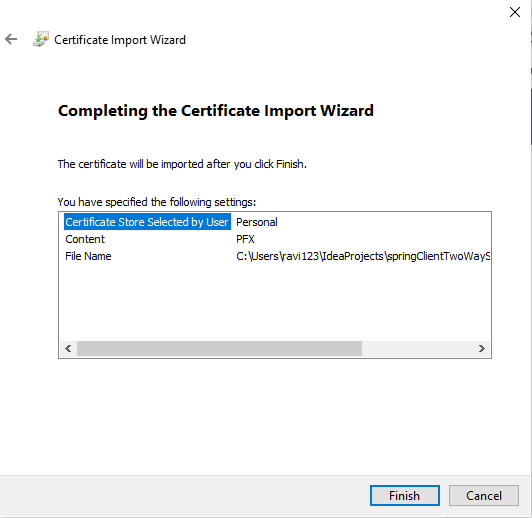 Certificate Import Wizard
Completing the Certificate Import Wizard
The certificate will be imported after you click Finish.
You have specified the following settings:
Certificate Store Selected by User Personal
Content PFX
File Name C:\Users\ravi123\IdeaProjects\springClientTwoWayS
Finish Cancel